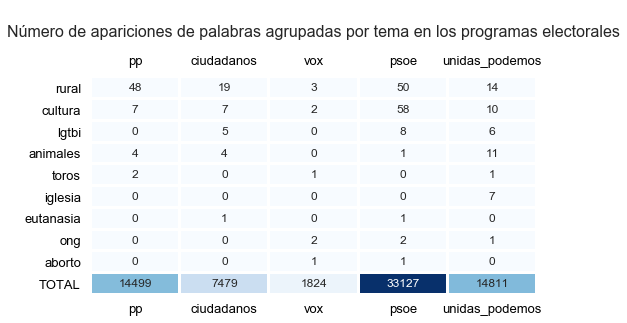 Número de apariciones de palabras agrupadas por tema en los programas electorales
pp ciudadanos vox psoe unidas_podemos
rural 48 19 3 50 14
cultura 7 7 2 58 10
lgtbi 0 5 0 8 6
animales 4 4 0 1 11
toros 2 0 1 0 1
iglesia 0 0 0 0 7
eutanasia 0 1 0 1 0
ong 0 0 2 2 1
aborto 0 0 1 1 0
TOTAL 14499 7479 1824 33127 14811
pp ciudadanos vox psoe unidas_podemos